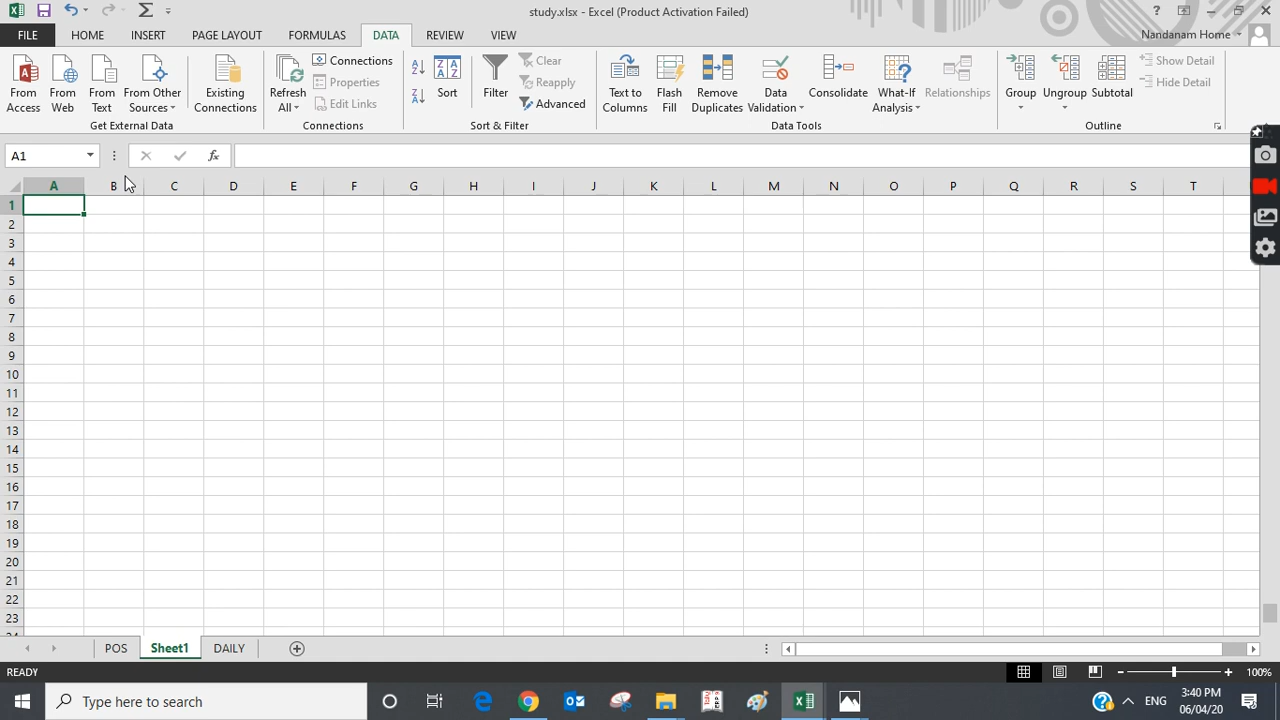 study.xlsx - Excel (Product Activation Failed)
FILE HOME INSERT PAGE LAYOUT FORMULAS DATA REVIEW VIEW Nandanam Home
From Access
From Web
From Text
From Other Sources
Existing Connections
Get External Data
Refresh All
Connections
Properties
Edit Links
Connections
Sort
Filter
Clear
Reapply
Advanced
Sort & Filter
Text to Columns
Flash Fill
Remove Duplicates
Data Validation
Consolidate
What-If Analysis
Relationships
Data Tools
Group
Ungroup
Subtotal
Show Detail
Hide Detail
Outline
A1 fx
A B C D E F G H I J K L M N O P Q R S T
1
2
3
4
5
6
7
8
9
10
11
12
13
14
15
16
17
18
19
20
21
22
23
POS Sheet1 DAILY
READY 100%
Type here to search ENG 3:40 PM
06/04/20